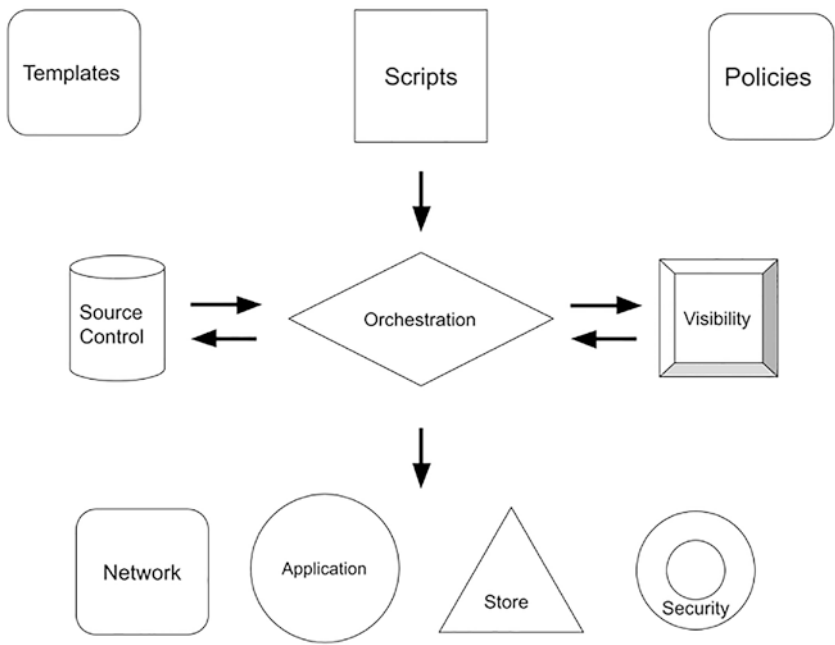 Templates
Scripts
Policies
Source
Control
Orchestration
Visibility
Network
Application
Store
Security